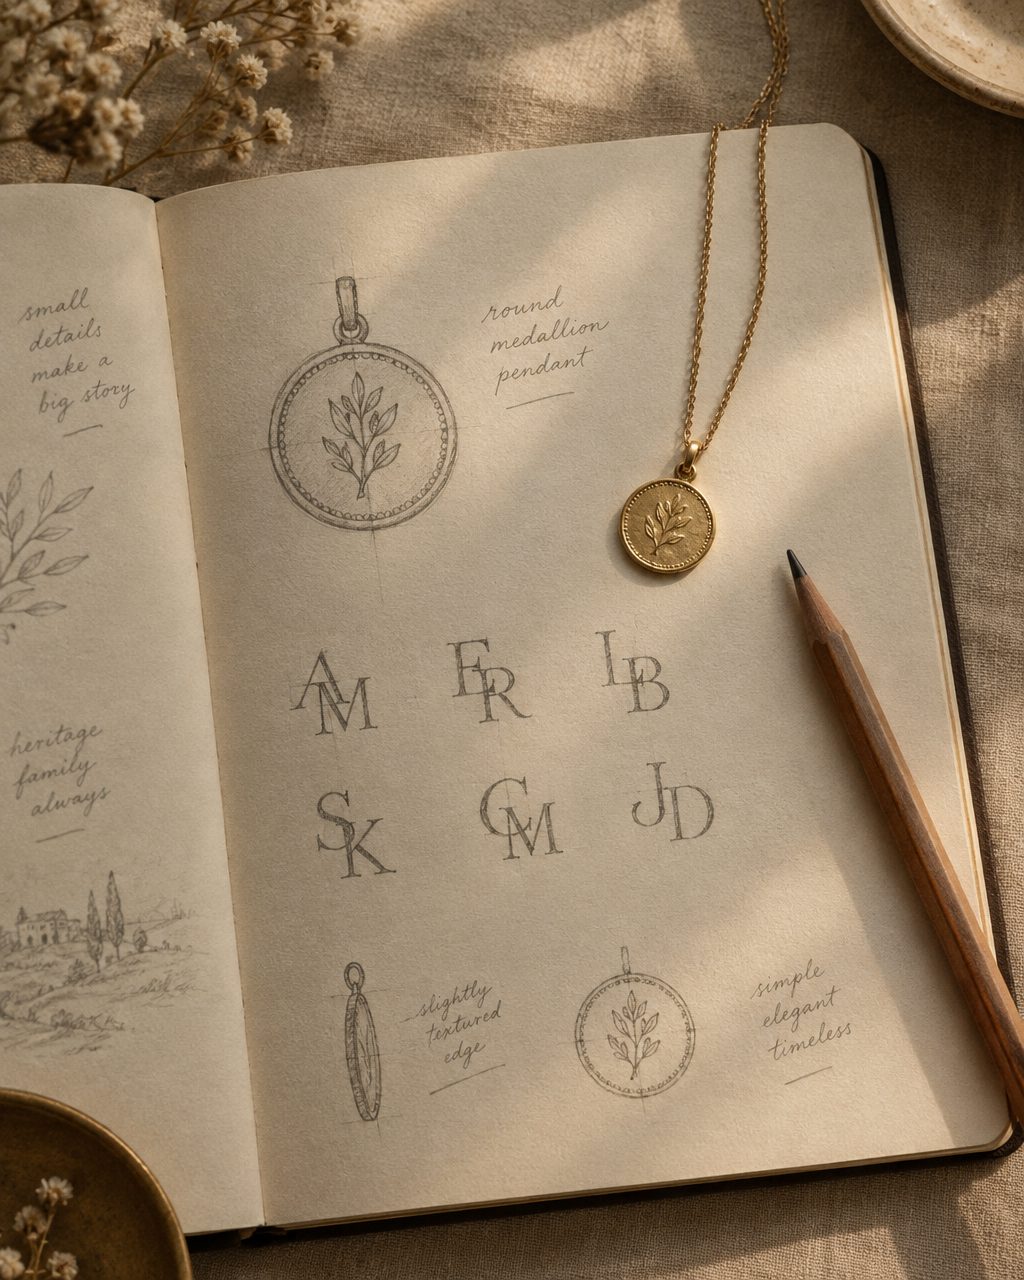 small
details
make a
big story
heritage
family
always
round
medallion
pendant
AM
ER
LB
SK
CM
JD
slightly
textured
edge
simple
elegant
timeless